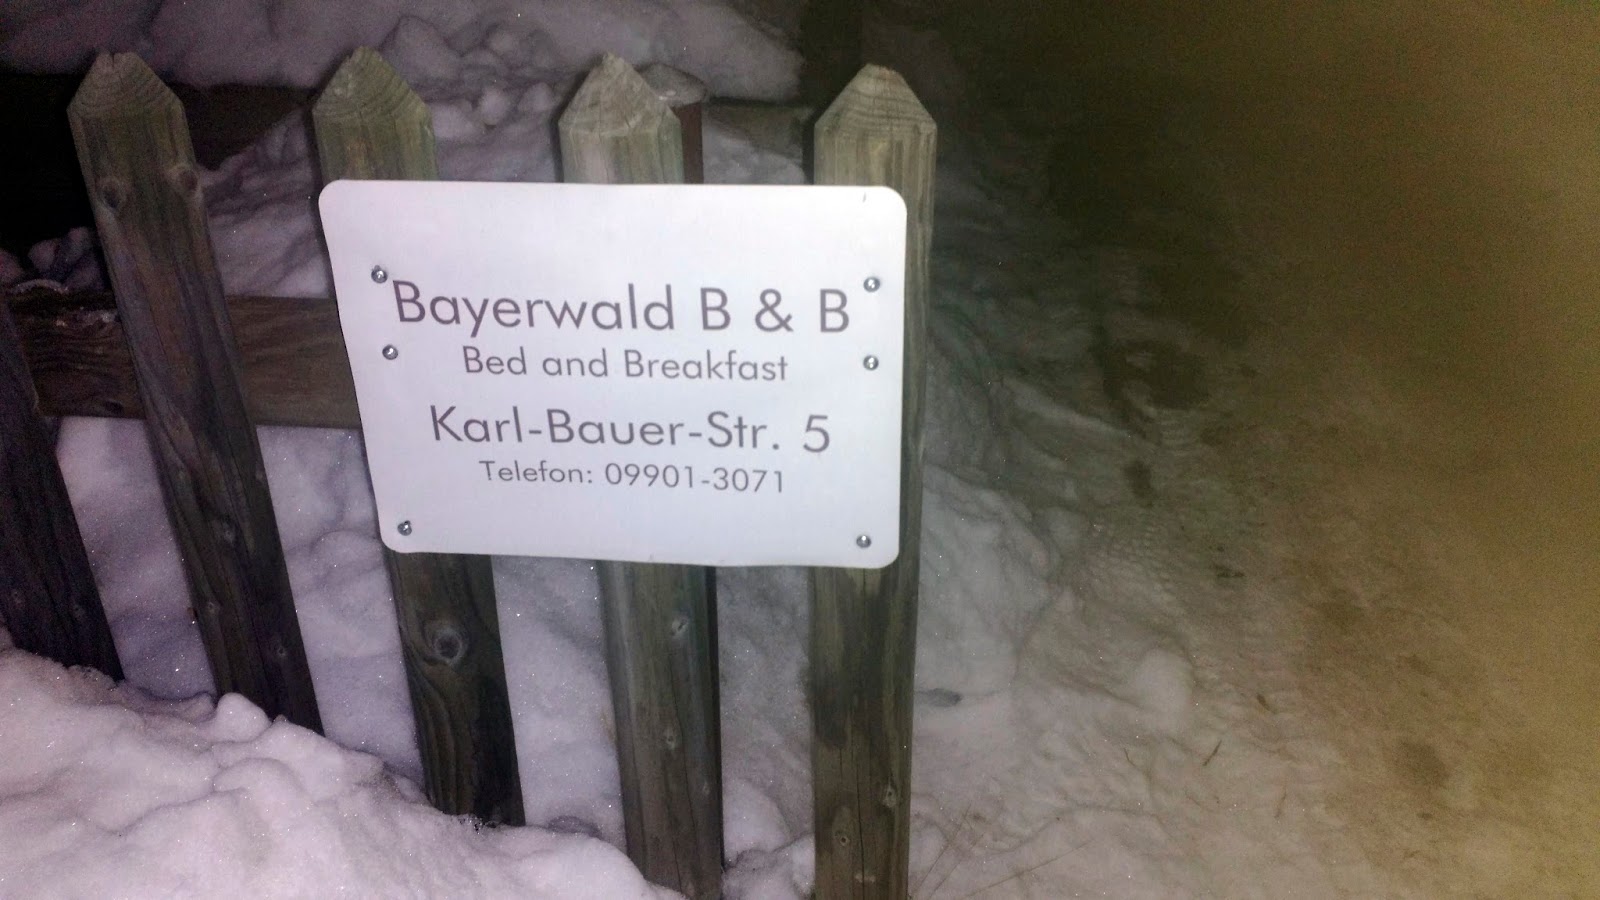 Bayerwald B & B
Bed and Breakfast
Karl-Bauer-Str. 5
Telefon: 09901-3071